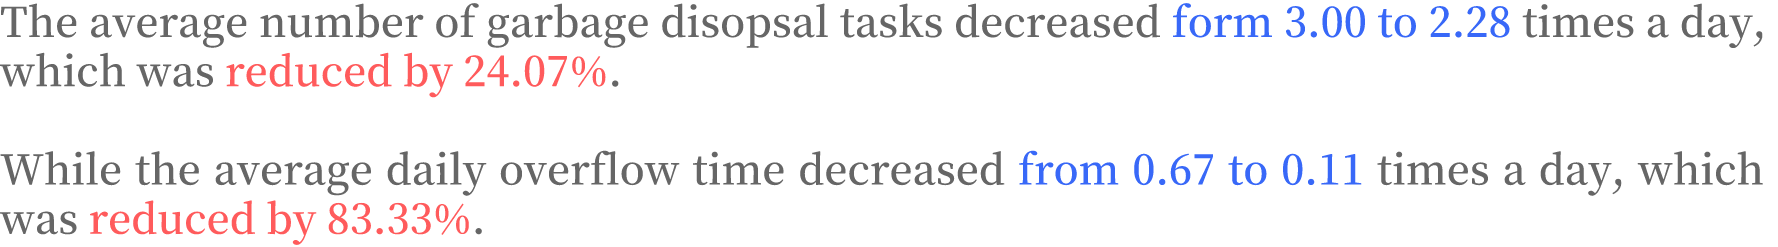 The average number of garbage disopsal tasks decreased form 3.00 to 2.28 times a day,
which was reduced by 24.07%.
While the average daily overflow time decreased from 0.67 to 0.11 times a day, which
was reduced by 83.33%.